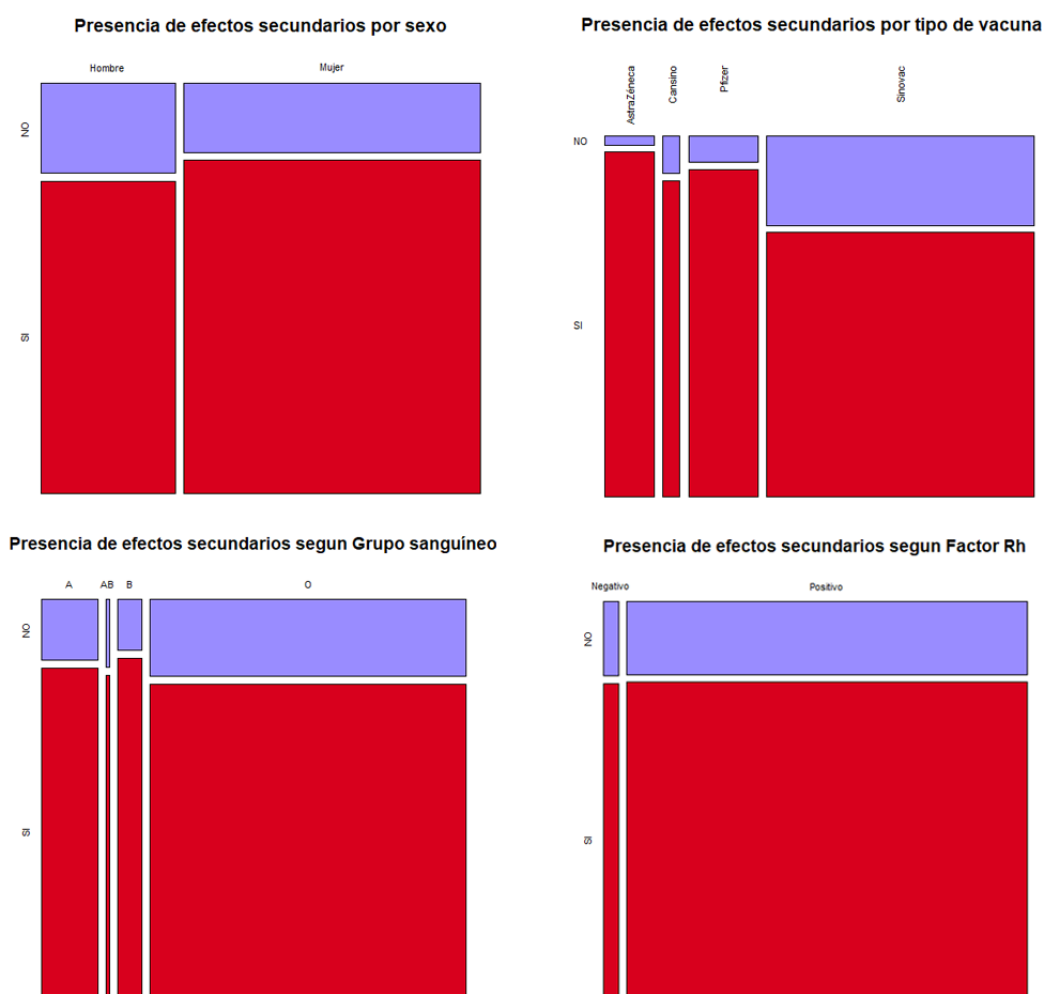 Presencia de efectos secundarios por sexo
Hombre Mujer
NO
SI
Presencia de efectos secundarios por tipo de vacuna
AstraZéneca Cansino Pfizer Sinovac
NO
SI
Presencia de efectos secundarios segun Grupo sanguíneo
A AB B O
NO
SI
Presencia de efectos secundarios segun Factor Rh
Negativo Positivo
NO
SI